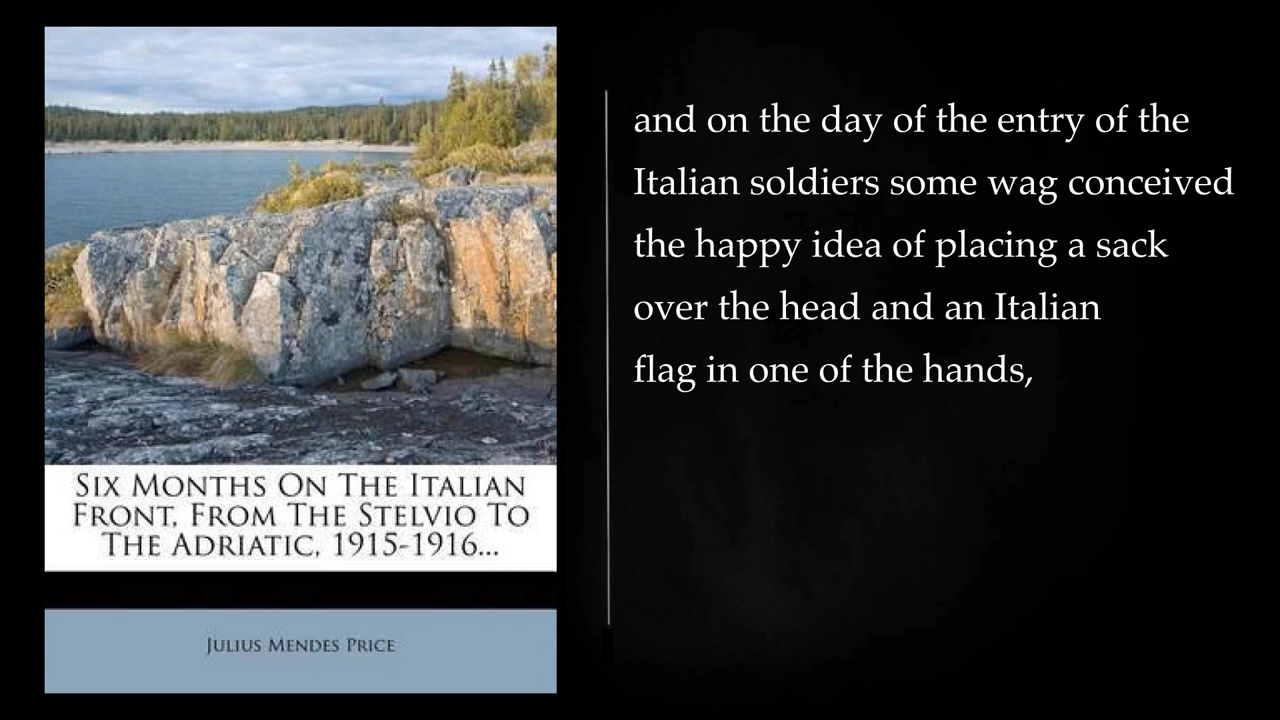 Six Months On The Italian
Front, From The Stelvio To
The Adriatic, 1915-1916...
Julius Mendes Price
and on the day of the entry of the
Italian soldiers some wag conceived
the happy idea of placing a sack
over the head and an Italian
flag in one of the hands,